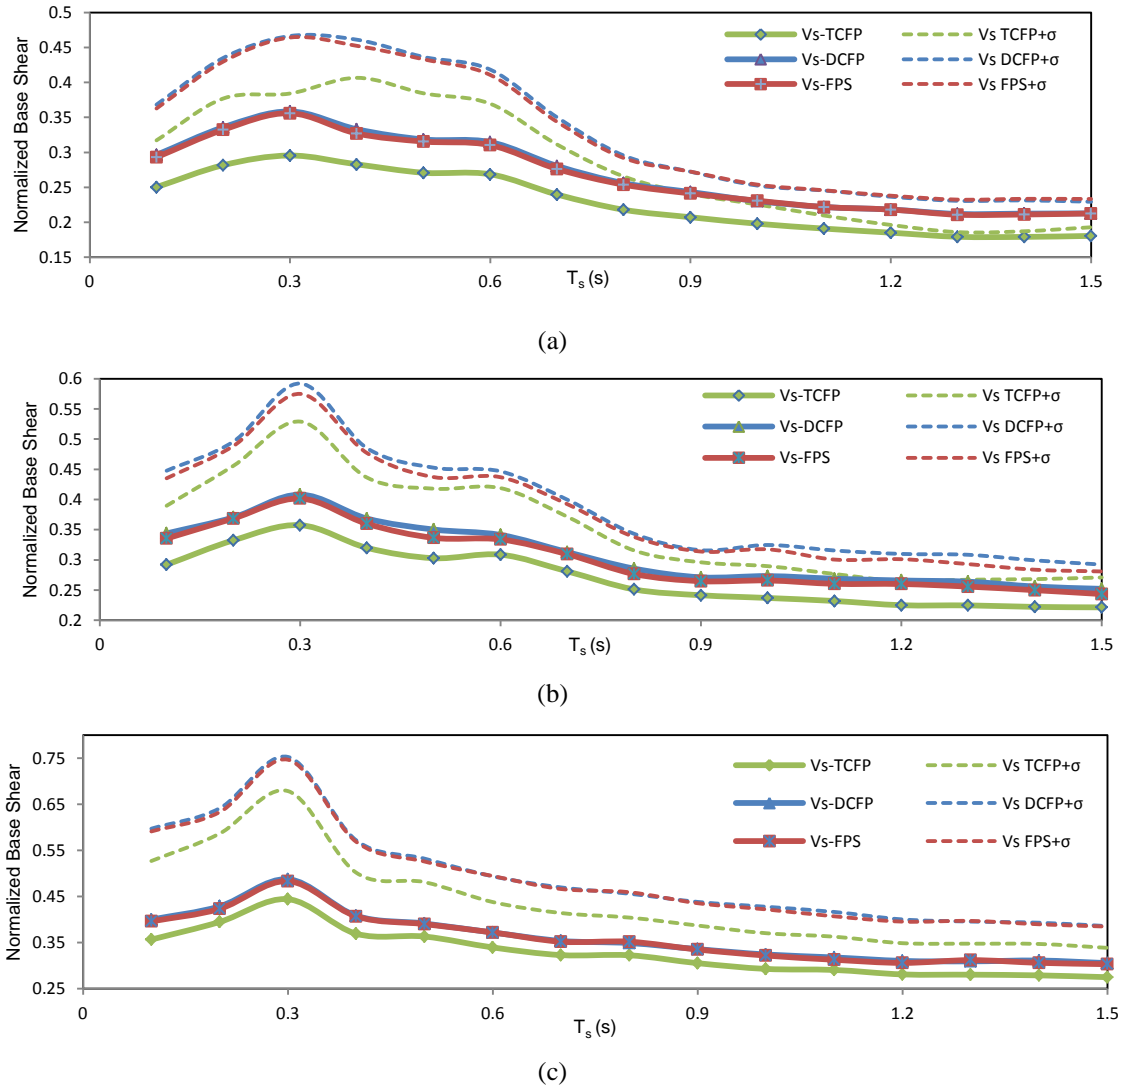 0.5
0.45
0.4
0.35
0.3
0.25
0.2
0.15
Normalized Base Shear
Vs-TCFP
Vs-DCFP
Vs-FPS
Vs TCFP+σ
Vs DCFP+σ
Vs FPS+σ
0
0.3
0.6
0.9
1.2
1.5
Ts (s)
(a)
0.6
0.55
0.5
0.45
0.4
0.35
0.3
0.25
0.2
Normalized Base Shear
Vs-TCFP
Vs-DCFP
Vs-FPS
Vs TCFP+σ
Vs DCFP+σ
Vs FPS+σ
0
0.3
0.6
0.9
1.2
1.5
Ts (s)
(b)
0.75
0.65
0.55
0.45
0.35
0.25
Normalized Base Shear
Vs-TCFP
Vs-DCFP
Vs-FPS
Vs TCFP+σ
Vs DCFP+σ
Vs FPS+σ
0
0.3
0.6
0.9
1.2
1.5
Ts (s)
(c)